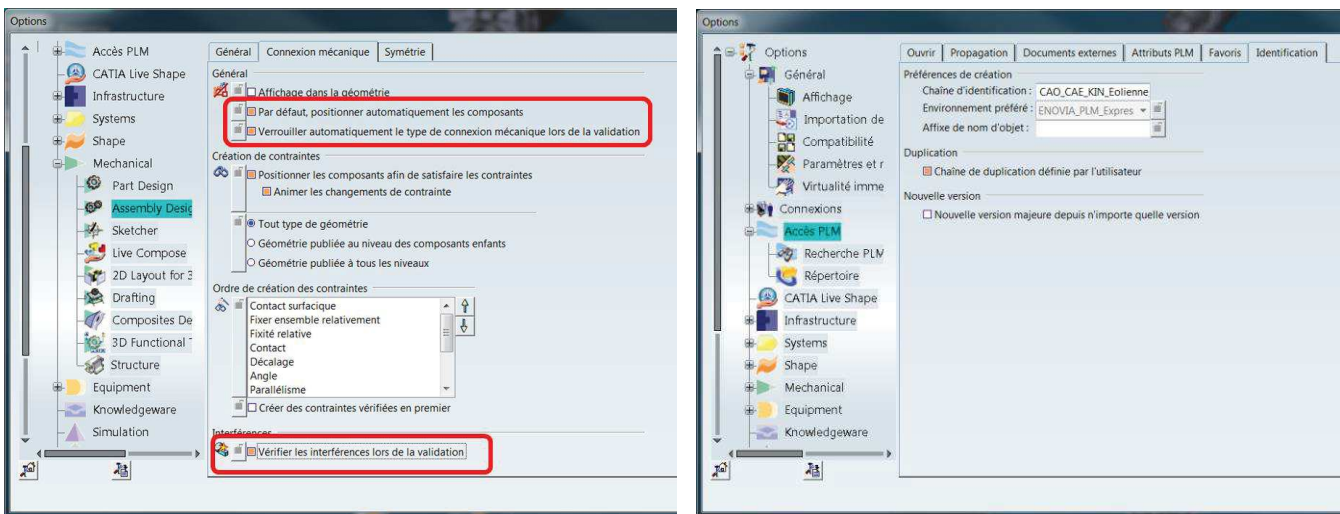 Options
Accès PLM
CATIA Live Shape
Infrastructure
Systems
Shape
Mechanical
Part Design
Assembly Desig
Sketcher
Live Compose
2D Layout for 3
Drafting
Composites De
3D Functional
Structure
Equipment
Knowledgeware
Simulation
Général
Connexion mécanique
Symétrie
Général
Affichage dans la géométrie
Par défaut, positionner automatiquement les composants
Verrouiller automatiquement le type de connexion mécanique lors de la validation
Création de contraintes
Positionner les composants afin de satisfaire les contraintes
Animer les changements de contrainte
Tout type de géométrie
Géométrie publiée au niveau des composants enfants
Géométrie publiée à tous les niveaux
Ordre de création des contraintes
Contact surfacique
Fixer ensemble relativement
Fixité relative
Contact
Décalage
Angle
Parallélisme
Créer des contraintes vérifiées en premier
Interférences
Vérifier les interférences lors de la validation
Options
Options
Général
Affichage
Importation de
Compatibilité
Paramètres et r
Virtualité imme
Connexions
Accès PLM
Recherche PLM
Répertoire
CATIA Live Shape
Infrastructure
Systems
Shape
Mechanical
Equipment
Knowledgeware
Ouvrir
Propagation
Documents externes
Attributs PLM
Favoris
Identification
Préférences de création
Chaîne d'identification : CAO_CAE_KIN_Eolienne
Environnement préféré : ENOVIA_PLM_Expres
Affixe de nom d'objet :
Duplication
Chaîne de duplication définie par l'utilisateur
Nouvelle version
Nouvelle version majeure depuis n'importe quelle version